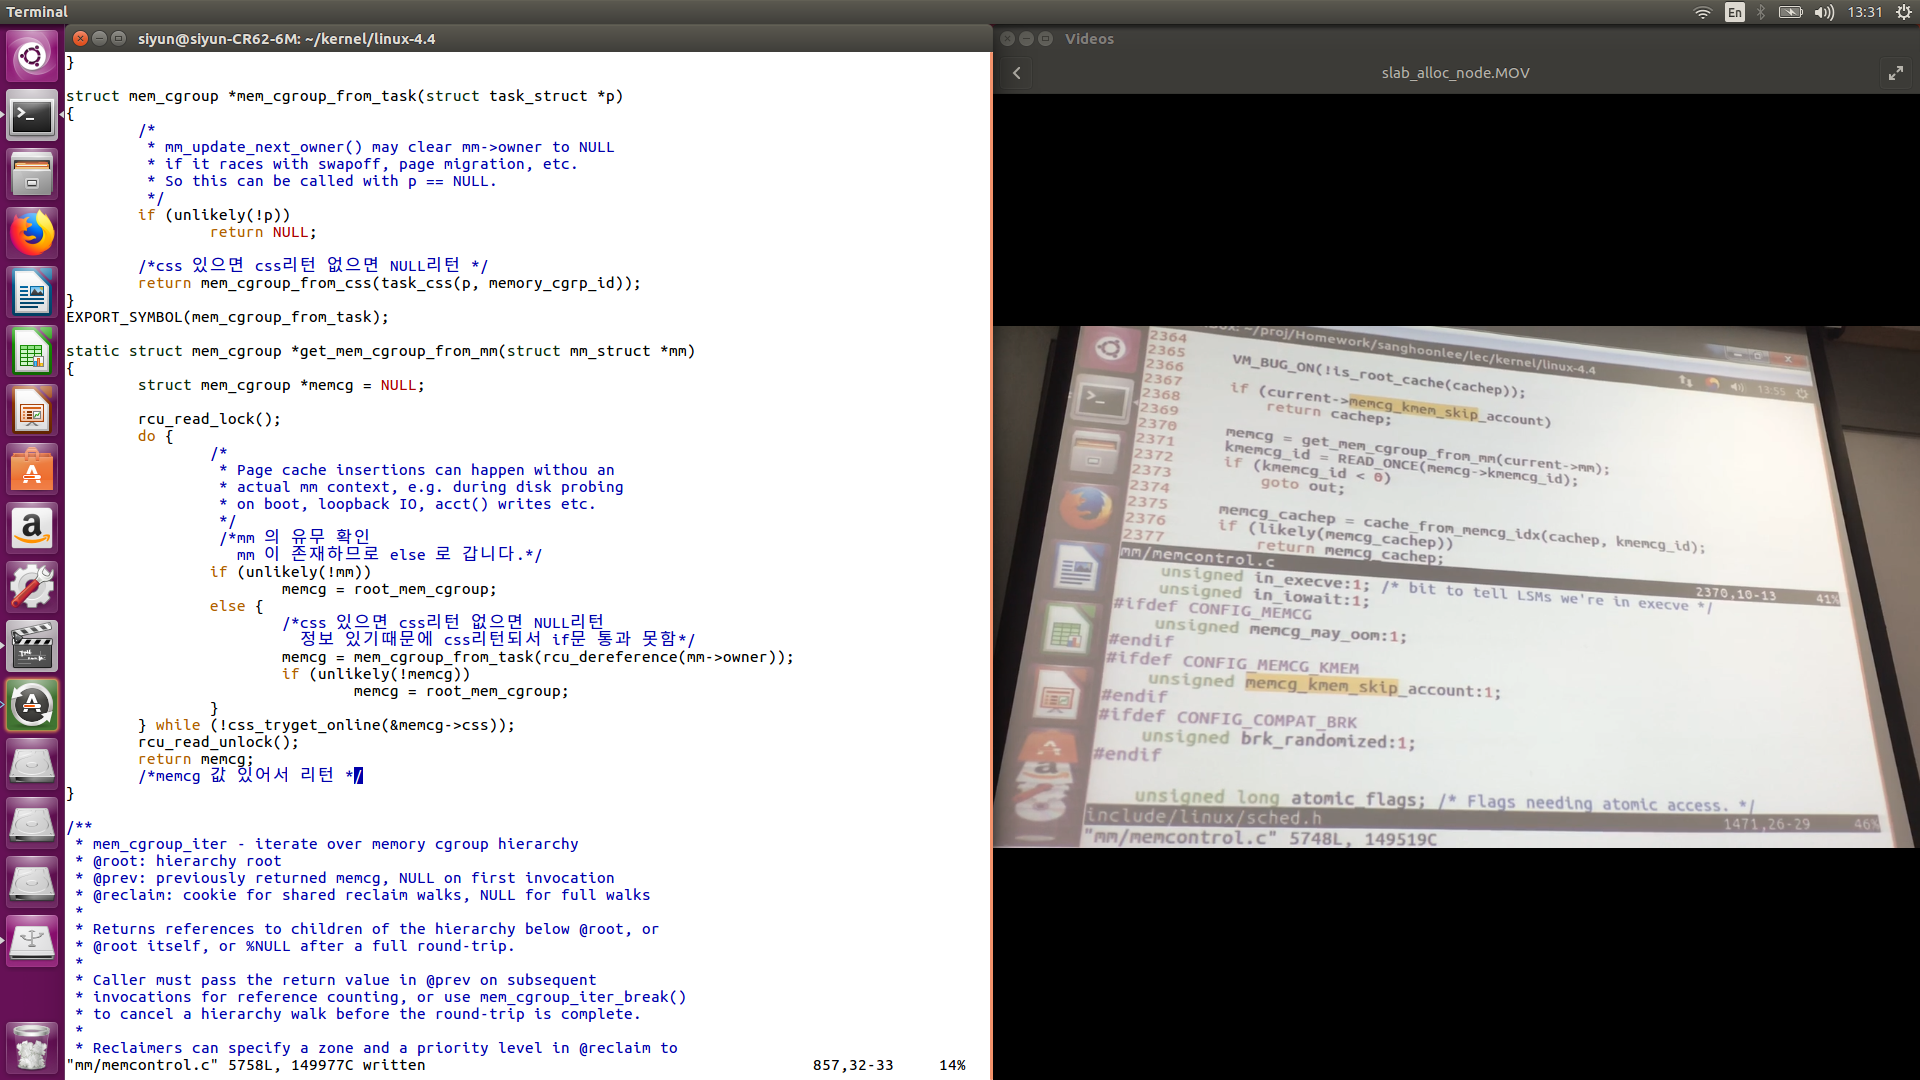 Terminal
En
13:31
siyun@siyun-CR62-6M: ~/kernel/linux-4.4
}
struct mem_cgroup *mem_cgroup_from_task(struct task_struct *p)
{
/*
* mm_update_next_owner() may clear mm->owner to NULL
* if it races with swapoff, page migration, etc.
* So this can be called with p == NULL.
*/
if (unlikely(!p))
return NULL;
/*css 있으면 css리턴 없으면 NULL리턴 */
return mem_cgroup_from_css(task_css(p, memory_cgrp_id));
}
EXPORT_SYMBOL(mem_cgroup_from_task);
static struct mem_cgroup *get_mem_cgroup_from_mm(struct mm_struct *mm)
{
struct mem_cgroup *memcg = NULL;
rcu_read_lock();
do {
/*
* Page cache insertions can happen withou an
* actual mm context, e.g. during disk probing
* on boot, loopback IO, acct() writes etc.
*/
/*mm 의 유무 확인
mm 이 존재하므로 else 로 갑니다.*/
if (unlikely(!mm))
memcg = root_mem_cgroup;
else {
/*css 있으면 css리턴 없으면 NULL리턴
정보 있기때문에 css리턴되서 if문 통과 못함*/
memcg = mem_cgroup_from_task(rcu_dereference(mm->owner));
if (unlikely(!memcg))
memcg = root_mem_cgroup;
}
} while (!css_tryget_online(&memcg->css));
rcu_read_unlock();
return memcg;
/*memcg 값 있어서 리턴 */
}
/**
* mem_cgroup_iter - iterate over memory cgroup hierarchy
* @root: hierarchy root
* @prev: previously returned memcg, NULL on first invocation
* @reclaim: cookie for shared reclaim walks, NULL for full walks
*
* Returns references to children of the hierarchy below @root, or
* @root itself, or %NULL after a full round-trip.
*
* Caller must pass the return value in @prev on subsequent
* invocations for reference counting, or use mem_cgroup_iter_break()
* to cancel a hierarchy walk before the round-trip is complete.
*
* Reclaimers can specify a zone and a priority level in @reclaim to
"mm/memcontrol.c" 5758L, 149977C written 857,32-33 14%
Videos
slab_alloc_node.MOV
~/proj/Homework/sanghoonlee/lec/kernel/linux-4.4
13:55
2364
2365
2366 VM_BUG_ON(!is_root_cache(cachep));
2367
2368 if (current->memcg_kmem_skip_account)
2369 return cachep;
2370
2371 memcg = get_mem_cgroup_from_mm(current->mm);
2372 kmemcg_id = READ_ONCE(memcg->kmemcg_id);
2373 if (kmemcg_id < 0)
2374 goto out;
2375
2376 memcg_cachep = cache_from_memcg_idx(cachep, kmemcg_id);
2377 if (likely(memcg_cachep))
return memcg_cachep;
mm/memcontrol.c 2370,10-13 41%
unsigned in_execve:1; /* bit to tell LSMs we're in execve */
unsigned in_iowait:1;
#ifdef CONFIG_MEMCG
unsigned memcg_may_oom:1;
#endif
#ifdef CONFIG_MEMCG_KMEM
unsigned memcg_kmem_skip_account:1;
#endif
#ifdef CONFIG_COMPAT_BRK
unsigned brk_randomized:1;
#endif
unsigned long atomic_flags; /* Flags needing atomic access. */
include/linux/sched.h 1471,26-29 46%
"mm/memcontrol.c" 5748L, 149519C